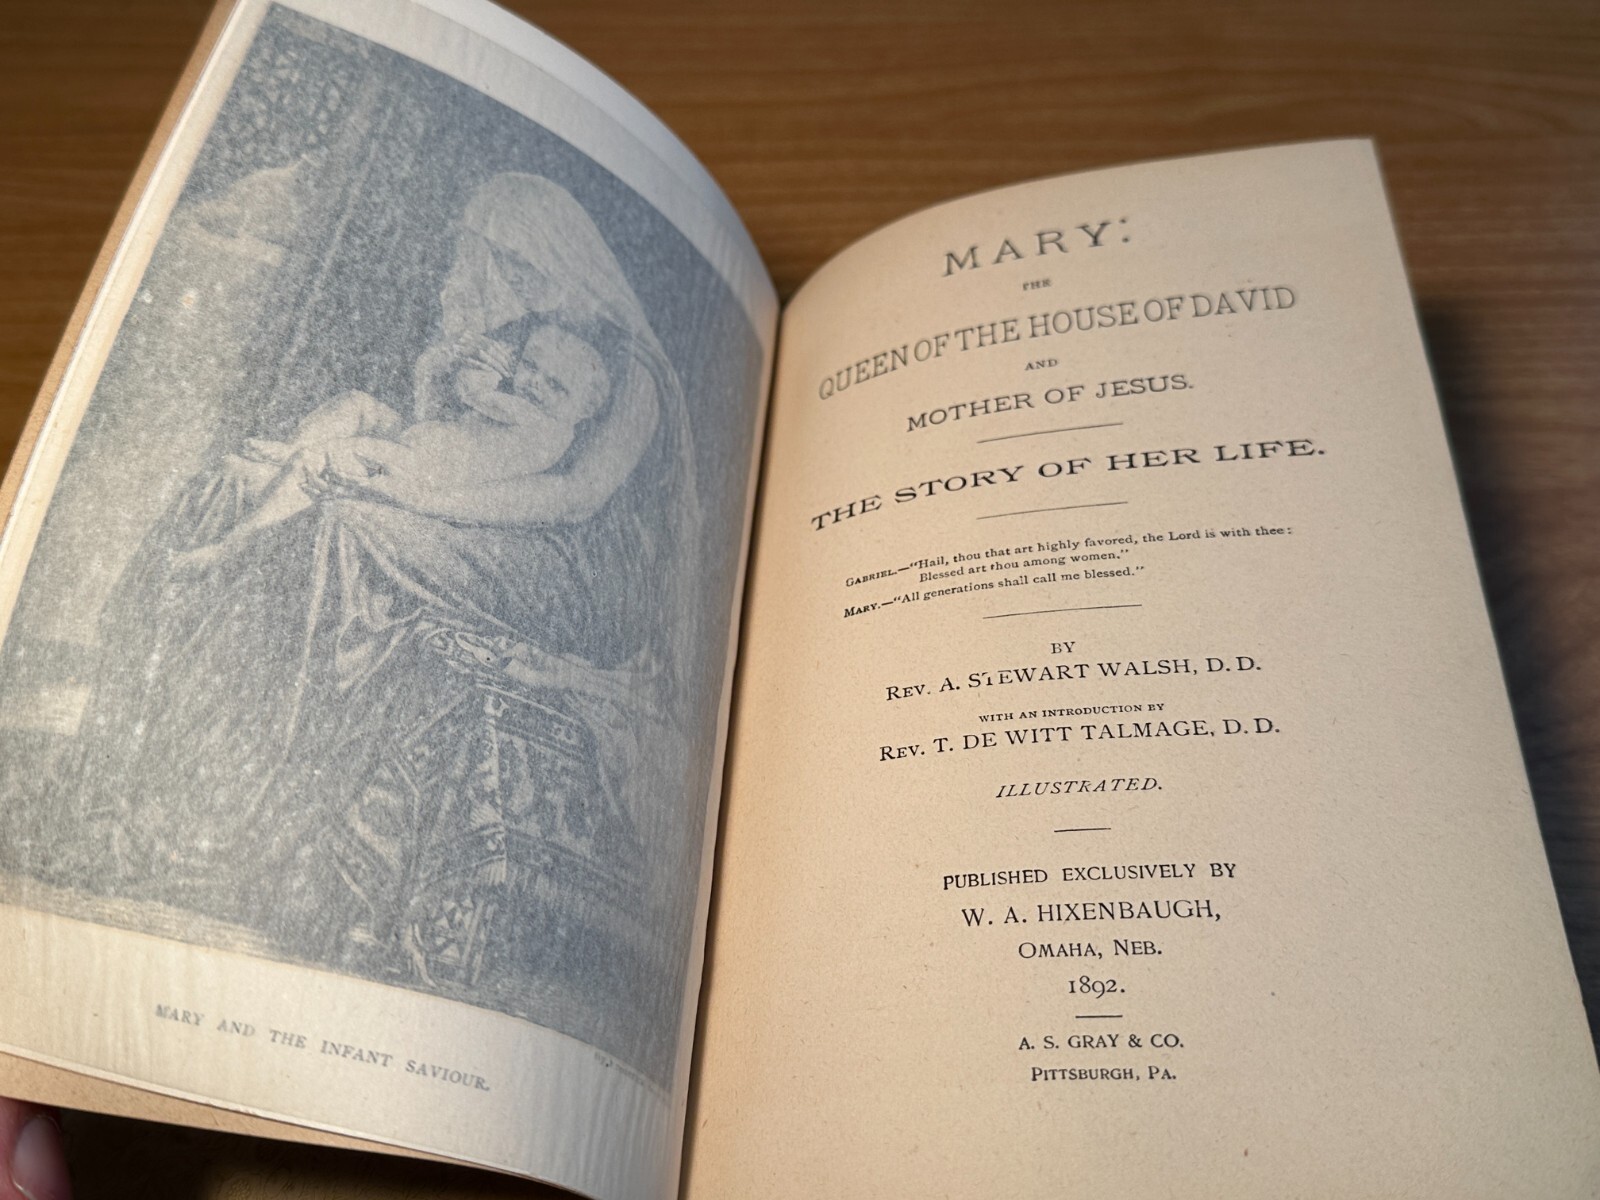 MARY AND THE INFANT SAVIOUR.
MARY:
THE
QUEEN OF THE HOUSE OF DAVID
AND
MOTHER OF JESUS.
THE STORY OF HER LIFE.
GABRIEL.—"Hail, thou that art highly favored, the Lord is with thee:
Blessed art thou among women."
MARY.—"All generations shall call me blessed."
BY
REV. A. STEWART WALSH, D. D.
WITH AN INTRODUCTION BY
REV. T. DE WITT TALMAGE, D. D.
ILLUSTRATED.
PUBLISHED EXCLUSIVELY BY
W. A. HIXENBAUGH,
OMAHA, NEB.
1892.
A. S. GRAY & CO.
PITTSBURGH, PA.